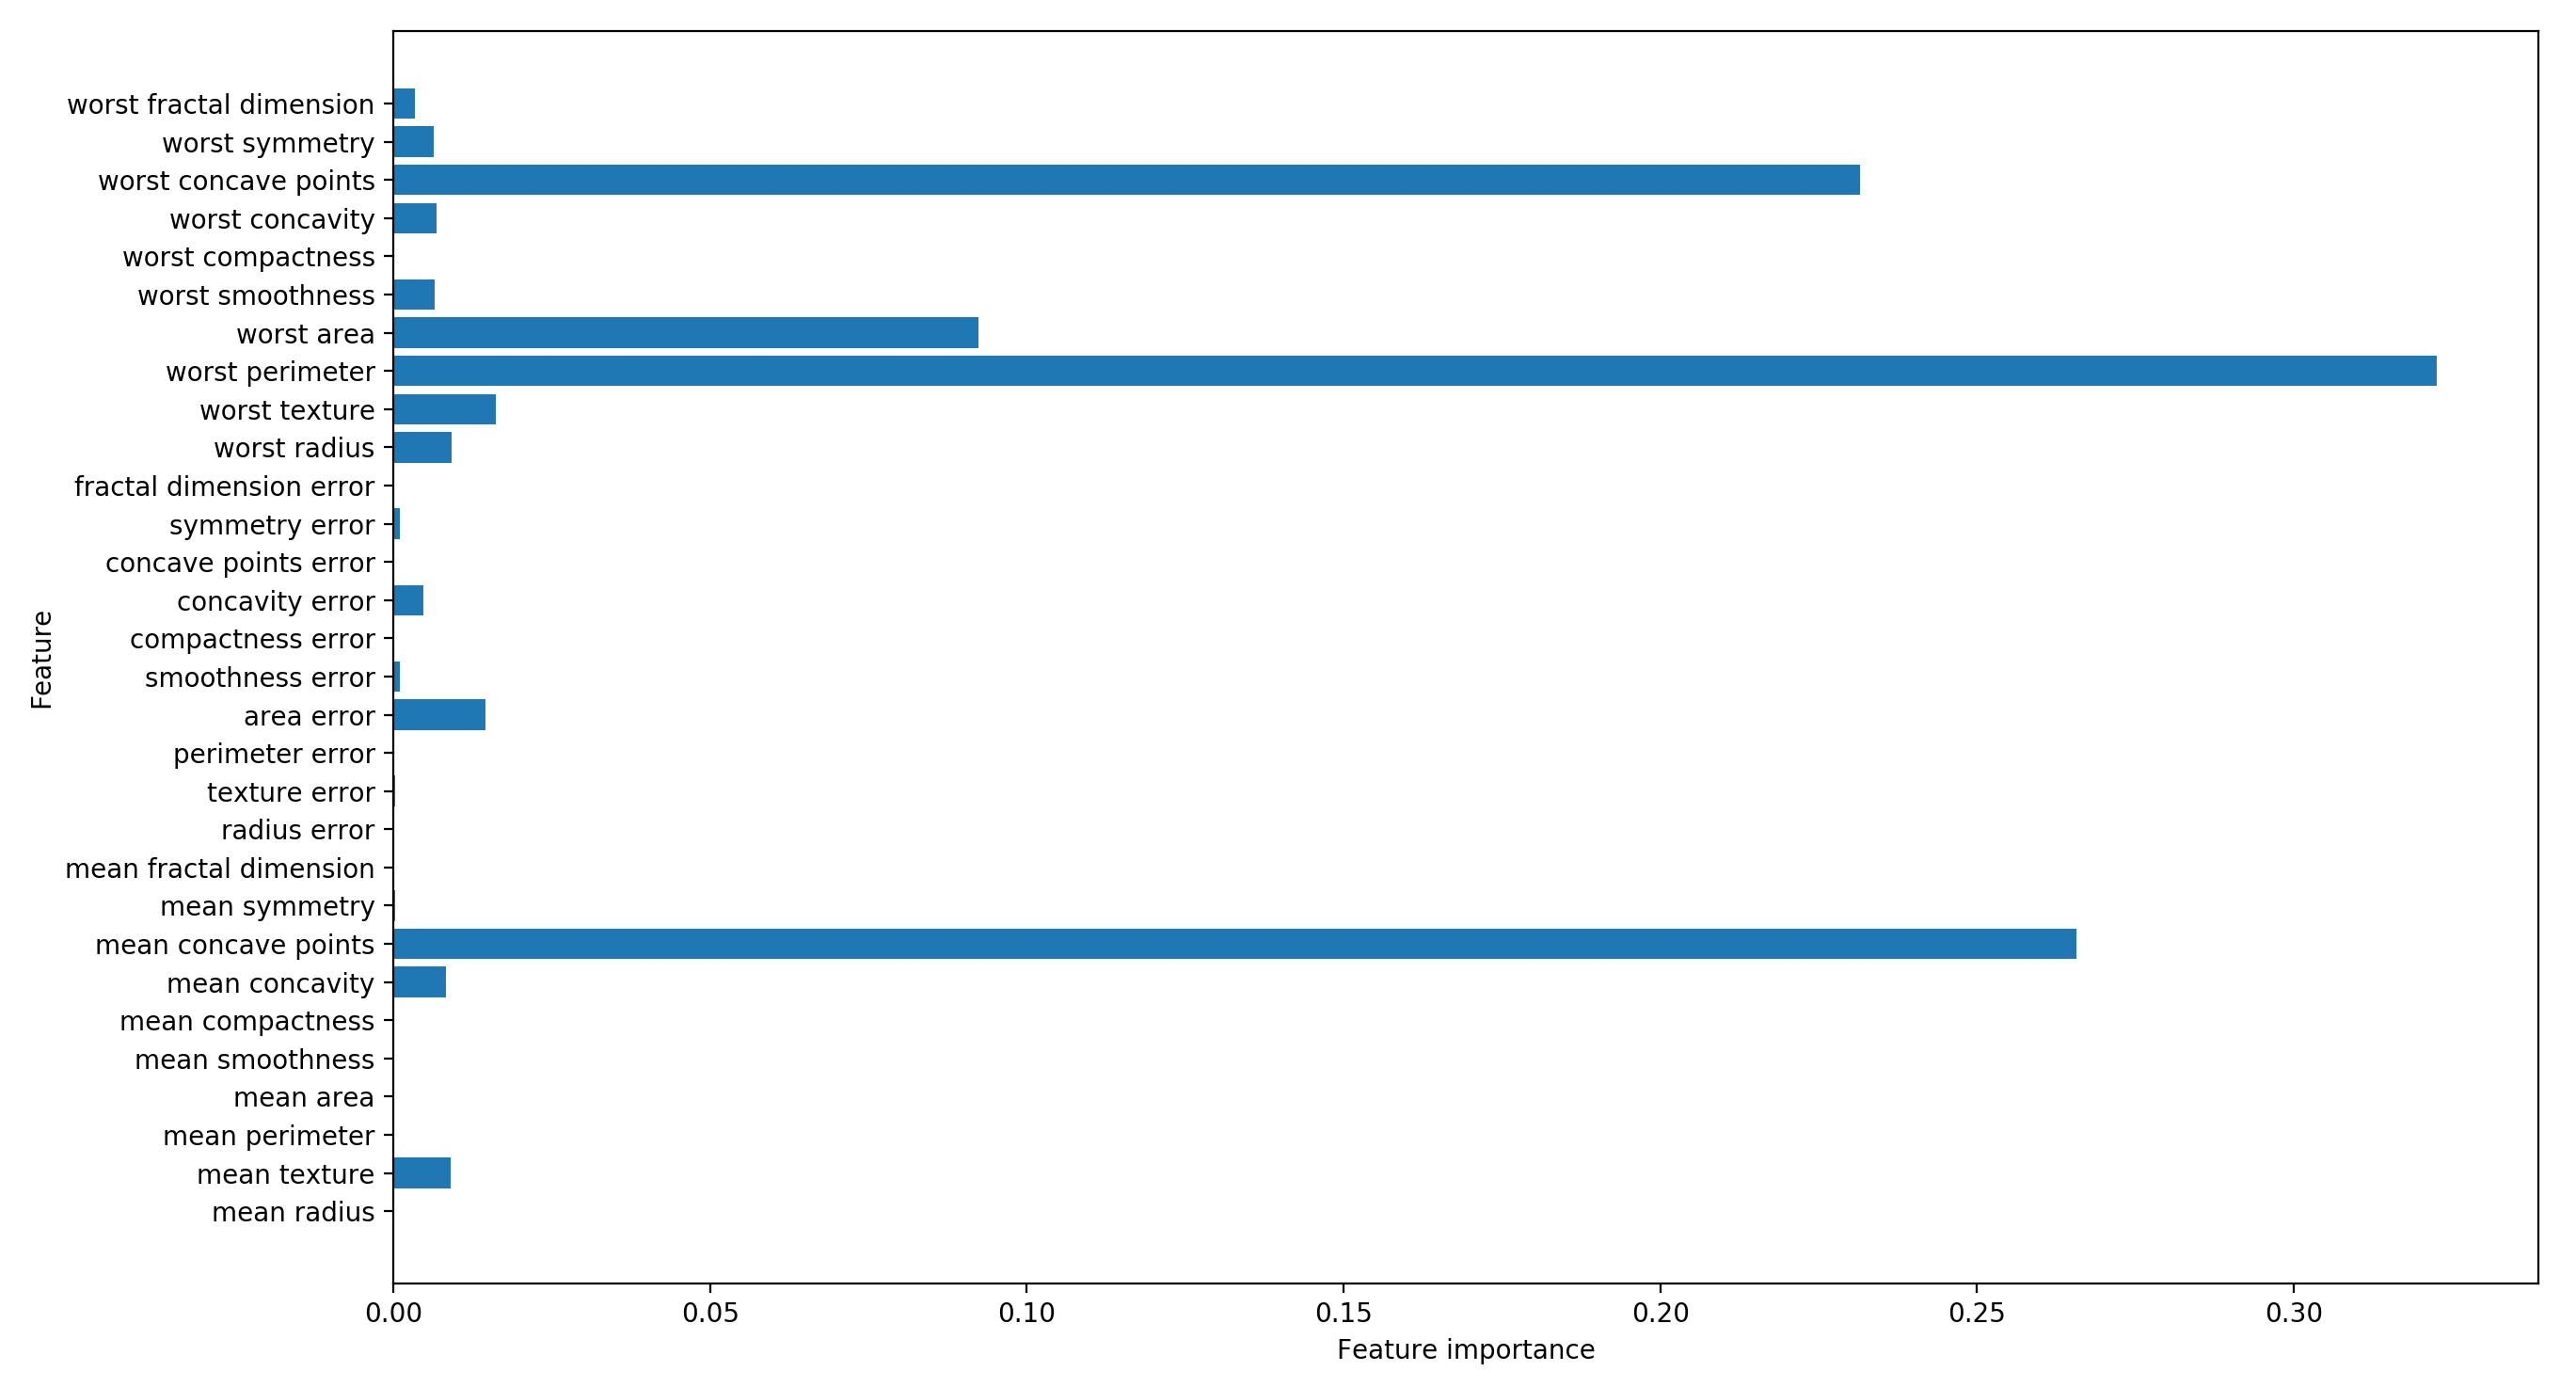 worst fractal dimension
worst symmetry
worst concave points
worst concavity
worst compactness
worst smoothness
worst area
worst perimeter
worst texture
worst radius
fractal dimension error
symmetry error
concave points error
concavity error
compactness error
smoothness error
area error
perimeter error
texture error
radius error
mean fractal dimension
mean symmetry
mean concave points
mean concavity
mean compactness
mean smoothness
mean area
mean perimeter
mean texture
mean radius
Feature
0.00 0.05 0.10 0.15 0.20 0.25 0.30
Feature importance